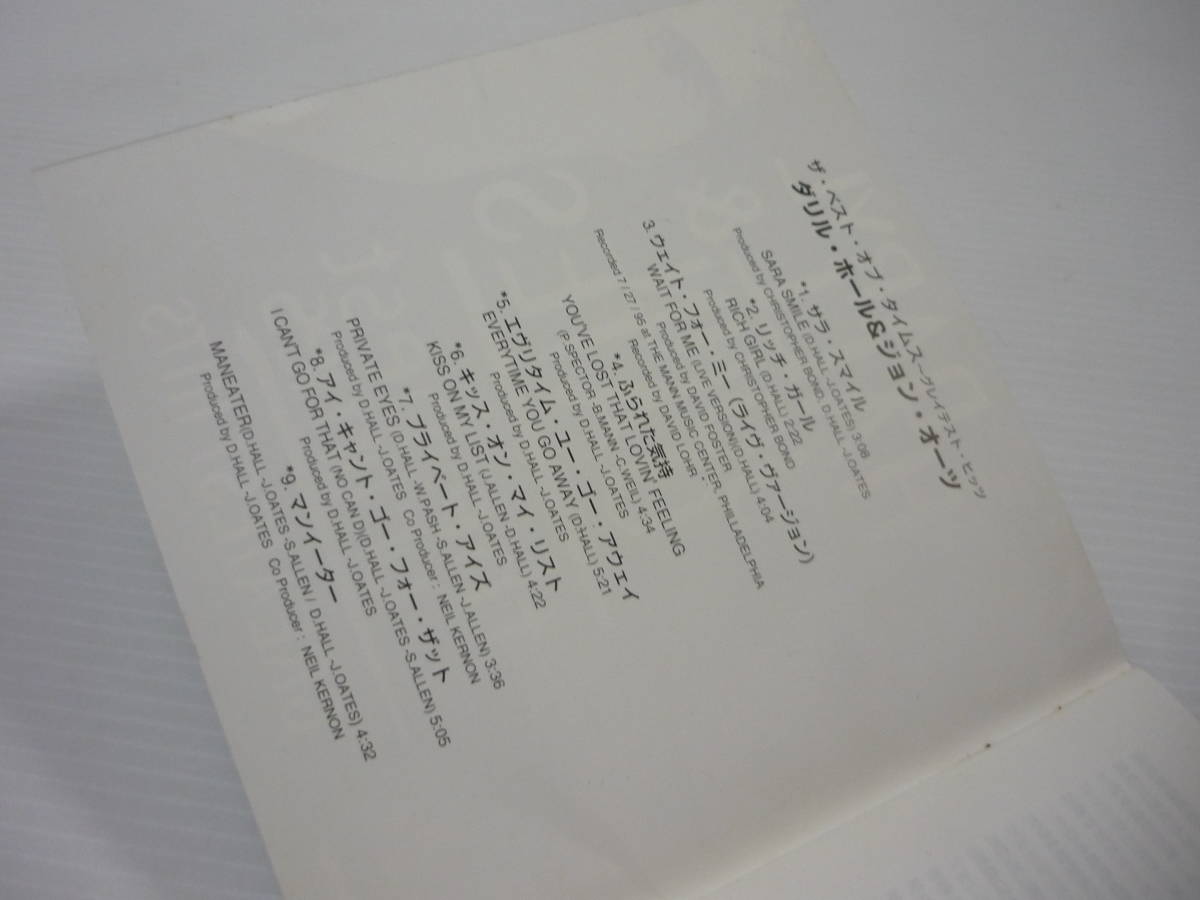 ザ・ベスト・オブ・タイムス〜グレイテスト・ヒッツ
ダリル・ホール&ジョン・オーツ
*1. サラ・スマイル
SARA SMILE (D.HALL -J.OATES) 3:08
Produced by CHRISTOPHER BOND, D.HALL -J.OATES
*2. リッチ・ガール
RICH GIRL (D.HALL) 2:22
Produced by CHRISTOPHER BOND
3. ウェイト・フォー・ミー (ライヴ・ヴァージョン)
WAIT FOR ME (LIVE VERSION)(D.HALL) 4:04
Produced by DAVID FOSTER
Recorded 7 / 27 / 95 at THE MANN MUSIC CENTER, PHILLADELPHIA
Recorded by DAVID LOHR
*4. ふられた気持
YOU'VE LOST THAT LOVIN' FEELING
(P.SPECTOR -B.MANN -C.WEIL) 4:34
Produced by D.HALL -J.OATES
*5. エヴリタイム・ユー・ゴー・アウェイ
EVERYTIME YOU GO AWAY (D.HALL) 5:21
Produced by D.HALL -J.OATES
*6. キッス・オン・マイ・リスト
KISS ON MY LIST (J.ALLEN -D.HALL) 4:22
Produced by D.HALL -J.OATES
*7. プライベート・アイズ
PRIVATE EYES (D.HALL -W.PASH -S.ALLEN -J.ALLEN) 3:36
Produced by D.HALL -J.OATES Co Producer : NEIL KERNON
*8. アイ・キャント・ゴー・フォー・ザット
I CANT GO FOR THAT (NO CAN D)(D.HALL -J.OATES -S.ALLEN) 5:05
Produced by D.HALL -J.OATES
*9. マンイーター
MANEATER(D.HALL -J.OATES -S.ALLEN / D.HALL -J.OATES) 4:32
Produced by D.HALL -J.OATES Co Producer : NEIL KERNON